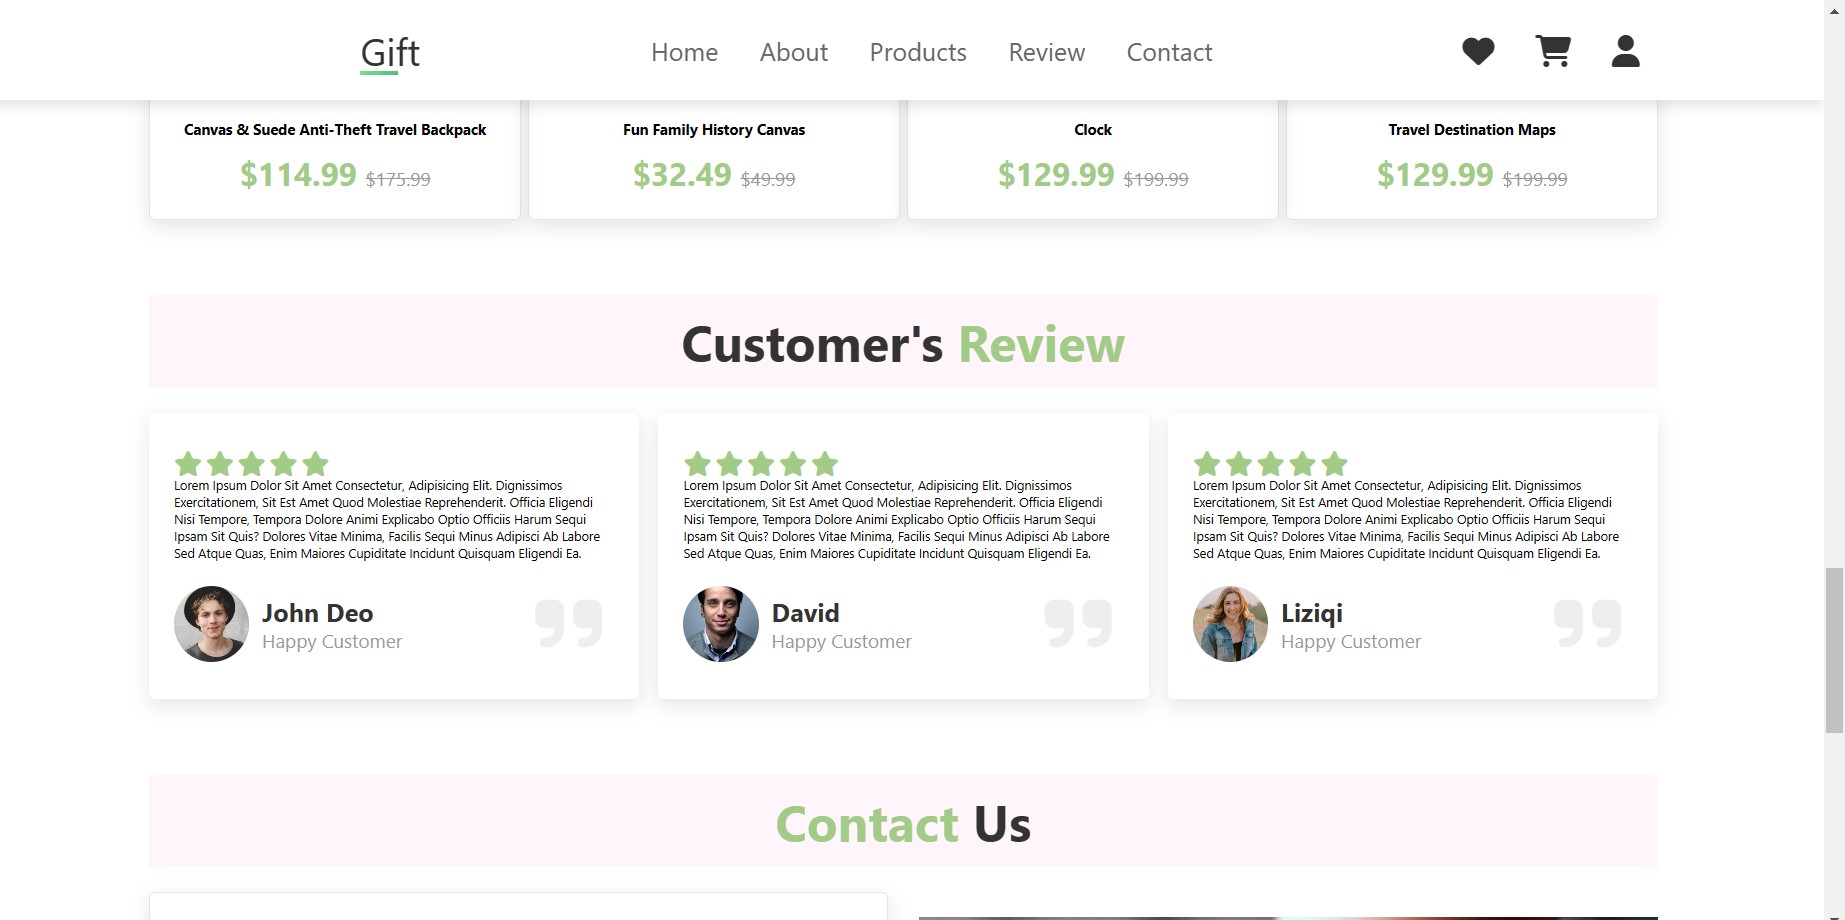 Gift
Home About Products Review Contact
Canvas & Suede Anti-Theft Travel Backpack
$114.99 $175.99
Fun Family History Canvas
$32.49 $49.99
Clock
$129.99 $199.99
Travel Destination Maps
$129.99 $199.99
Customer's Review
Lorem Ipsum Dolor Sit Amet Consectetur, Adipisicing Elit. Dignissimos
Exercitationem, Sit Est Amet Quod Molestiae Reprehenderit. Officia Eligendi
Nisi Tempore, Tempora Dolore Animi Explicabo Optio Officiis Harum Sequi
Ipsam Sit Quis? Dolores Vitae Minima, Facilis Sequi Minus Adipisci Ab Labore
Sed Atque Quas, Enim Maiores Cupiditate Incidunt Quisquam Eligendi Ea.
John Deo
Happy Customer
Lorem Ipsum Dolor Sit Amet Consectetur, Adipisicing Elit. Dignissimos
Exercitationem, Sit Est Amet Quod Molestiae Reprehenderit. Officia Eligendi
Nisi Tempore, Tempora Dolore Animi Explicabo Optio Officiis Harum Sequi
Ipsam Sit Quis? Dolores Vitae Minima, Facilis Sequi Minus Adipisci Ab Labore
Sed Atque Quas, Enim Maiores Cupiditate Incidunt Quisquam Eligendi Ea.
David
Happy Customer
Lorem Ipsum Dolor Sit Amet Consectetur, Adipisicing Elit. Dignissimos
Exercitationem, Sit Est Amet Quod Molestiae Reprehenderit. Officia Eligendi
Nisi Tempore, Tempora Dolore Animi Explicabo Optio Officiis Harum Sequi
Ipsam Sit Quis? Dolores Vitae Minima, Facilis Sequi Minus Adipisci Ab Labore
Sed Atque Quas, Enim Maiores Cupiditate Incidunt Quisquam Eligendi Ea.
Liziqi
Happy Customer
Contact Us